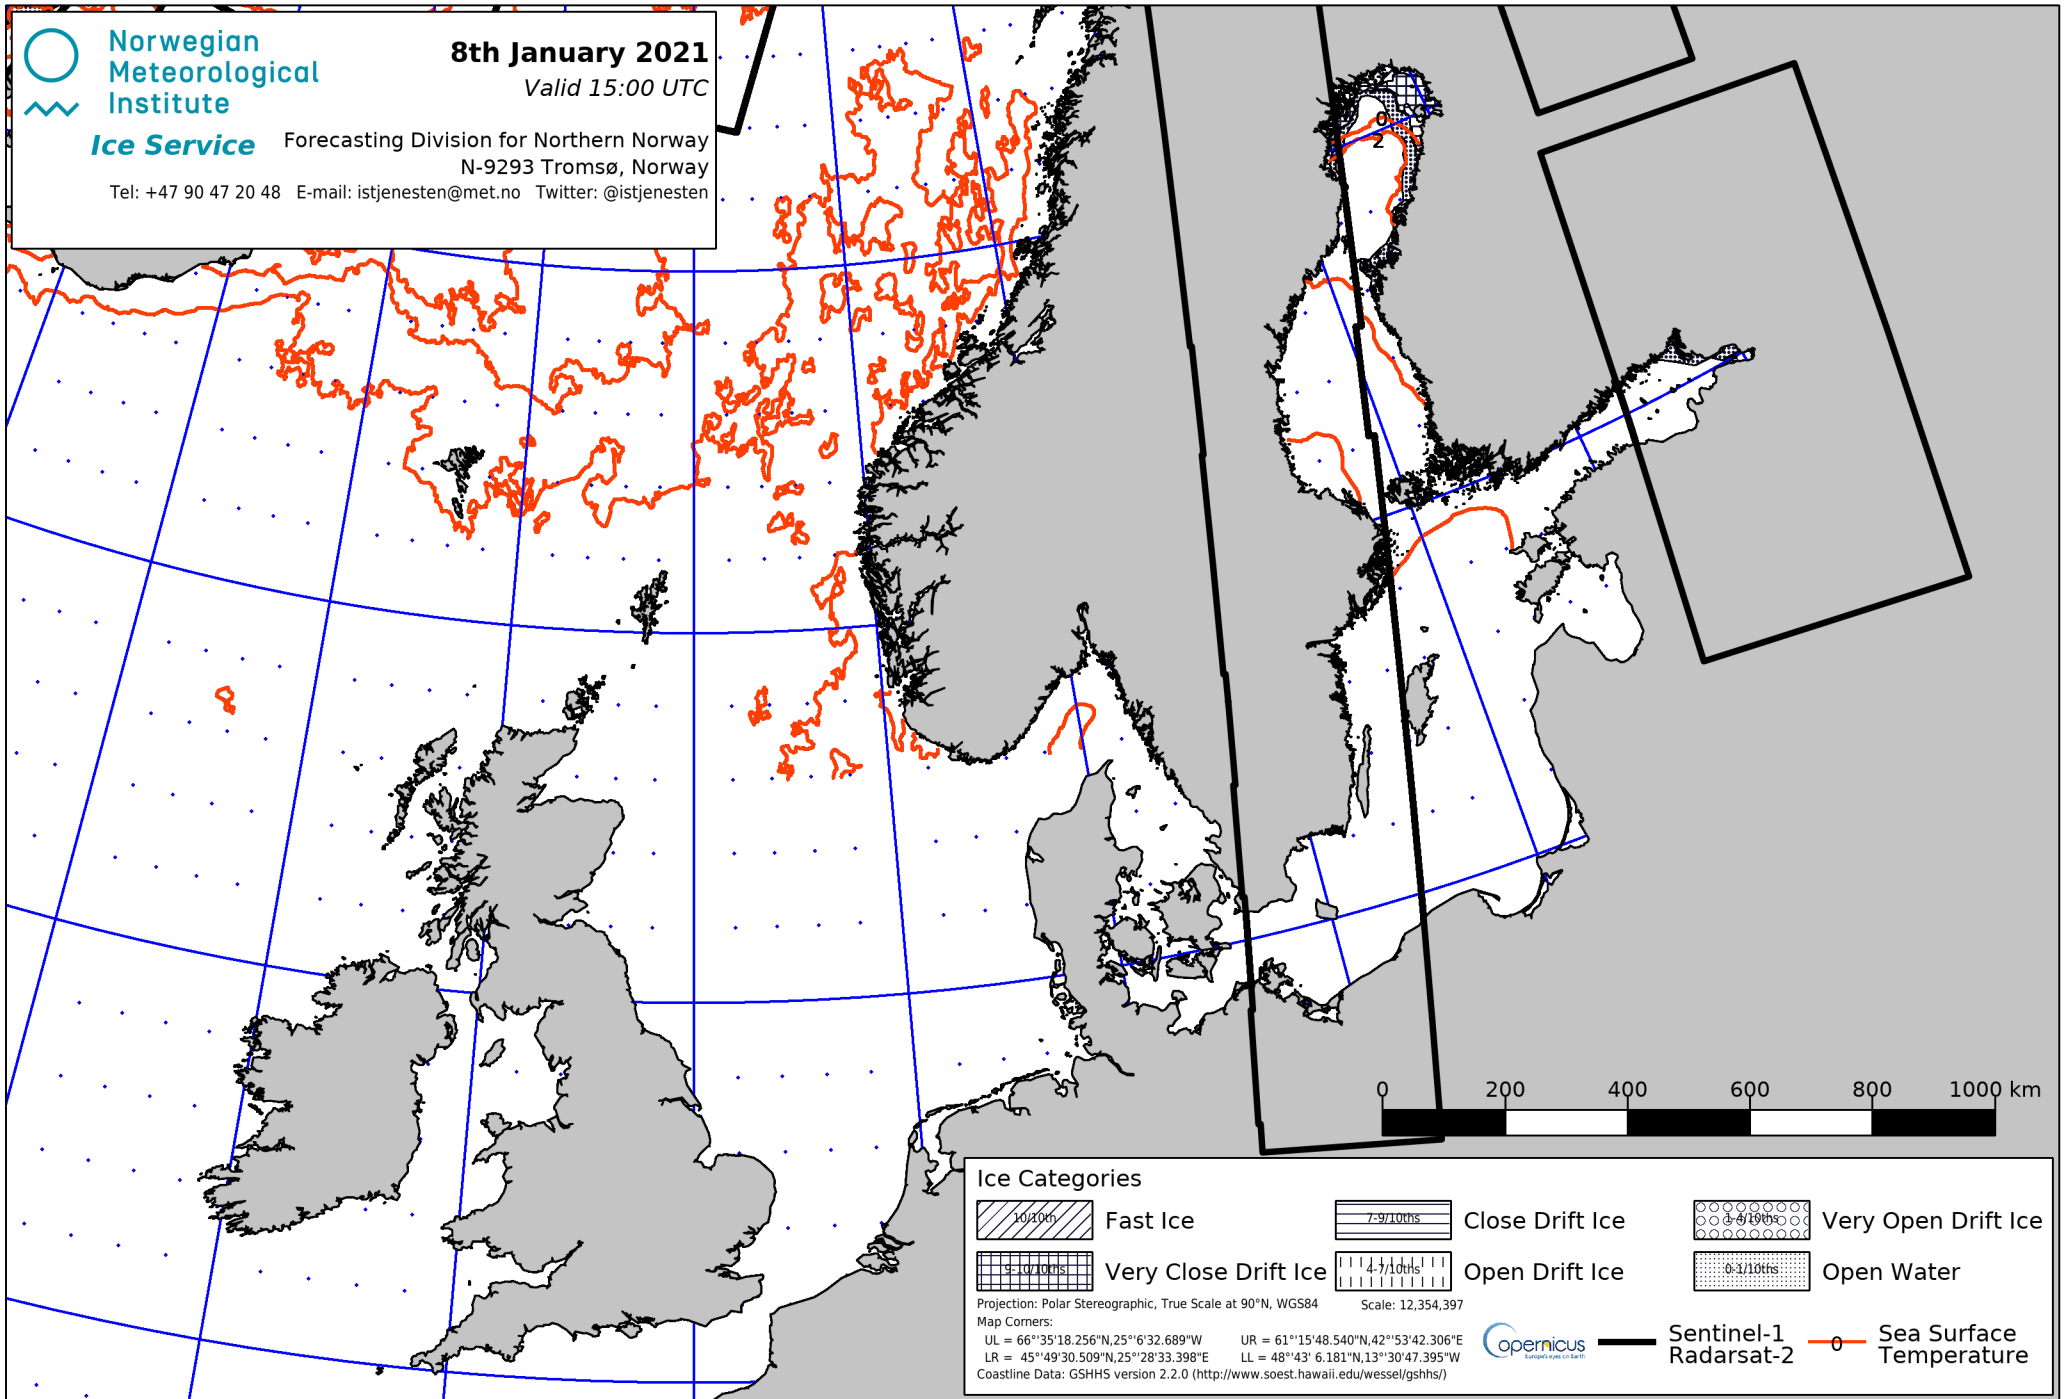 Norwegian
Meteorological
Institute
Ice Service
8th January 2021
Valid 15:00 UTC
Forecasting Division for Northern Norway
N-9293 Tromsø, Norway
Tel: +47 90 47 20 48 E-mail: istjenesten@met.no Twitter: @istjenesten
0
2
0 200 400 600 800 1000 km
Ice Categories
10/10th Fast Ice
7-9/10ths Close Drift Ice
1-4/10ths Very Open Drift Ice
9-10/10ths Very Close Drift Ice
4-7/10ths Open Drift Ice
0-1/10ths Open Water
Projection: Polar Stereographic, True Scale at 90°N, WGS84 Scale: 12,354,397
Map Corners:
UL = 66°'35'18.256"N,25°'6'32.689"W UR = 61°'15'48.540"N,42°'53'42.306"E
LR = 45°'49'30.509"N,25°'28'33.398"E LL = 48°'43' 6.181"N,13°'30'47.395"W
Coastline Data: GSHHS version 2.2.0 (http://www.soest.hawaii.edu/wessel/gshhs/)
Copernicus
Europe's eyes on Earth
Sentinel-1
Radarsat-2
0
Sea Surface
Temperature